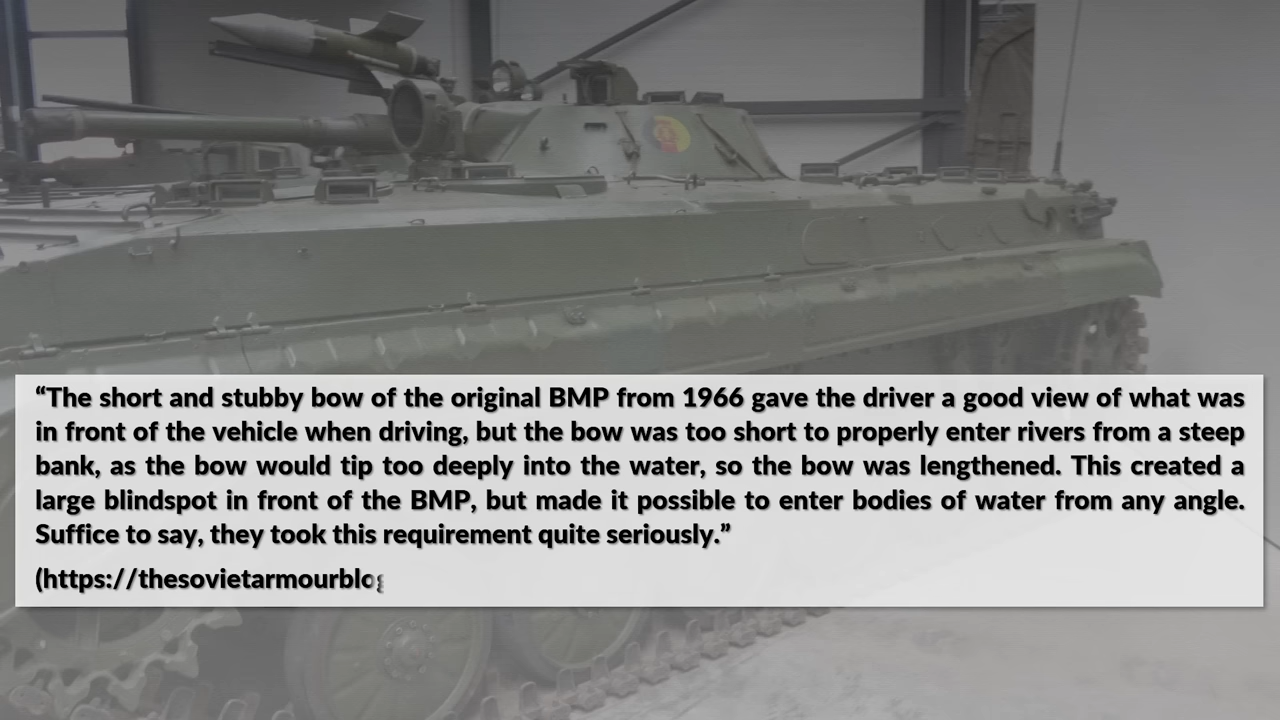 “The short and stubby bow of the original BMP from 1966 gave the driver a good view of what was
in front of the vehicle when driving, but the bow was too short to properly enter rivers from a steep
bank, as the bow would tip too deeply into the water, so the bow was lengthened. This created a
large blindspot in front of the BMP, but made it possible to enter bodies of water from any angle.
Suffice to say, they took this requirement quite seriously.”
(https://thesovietarmourblog